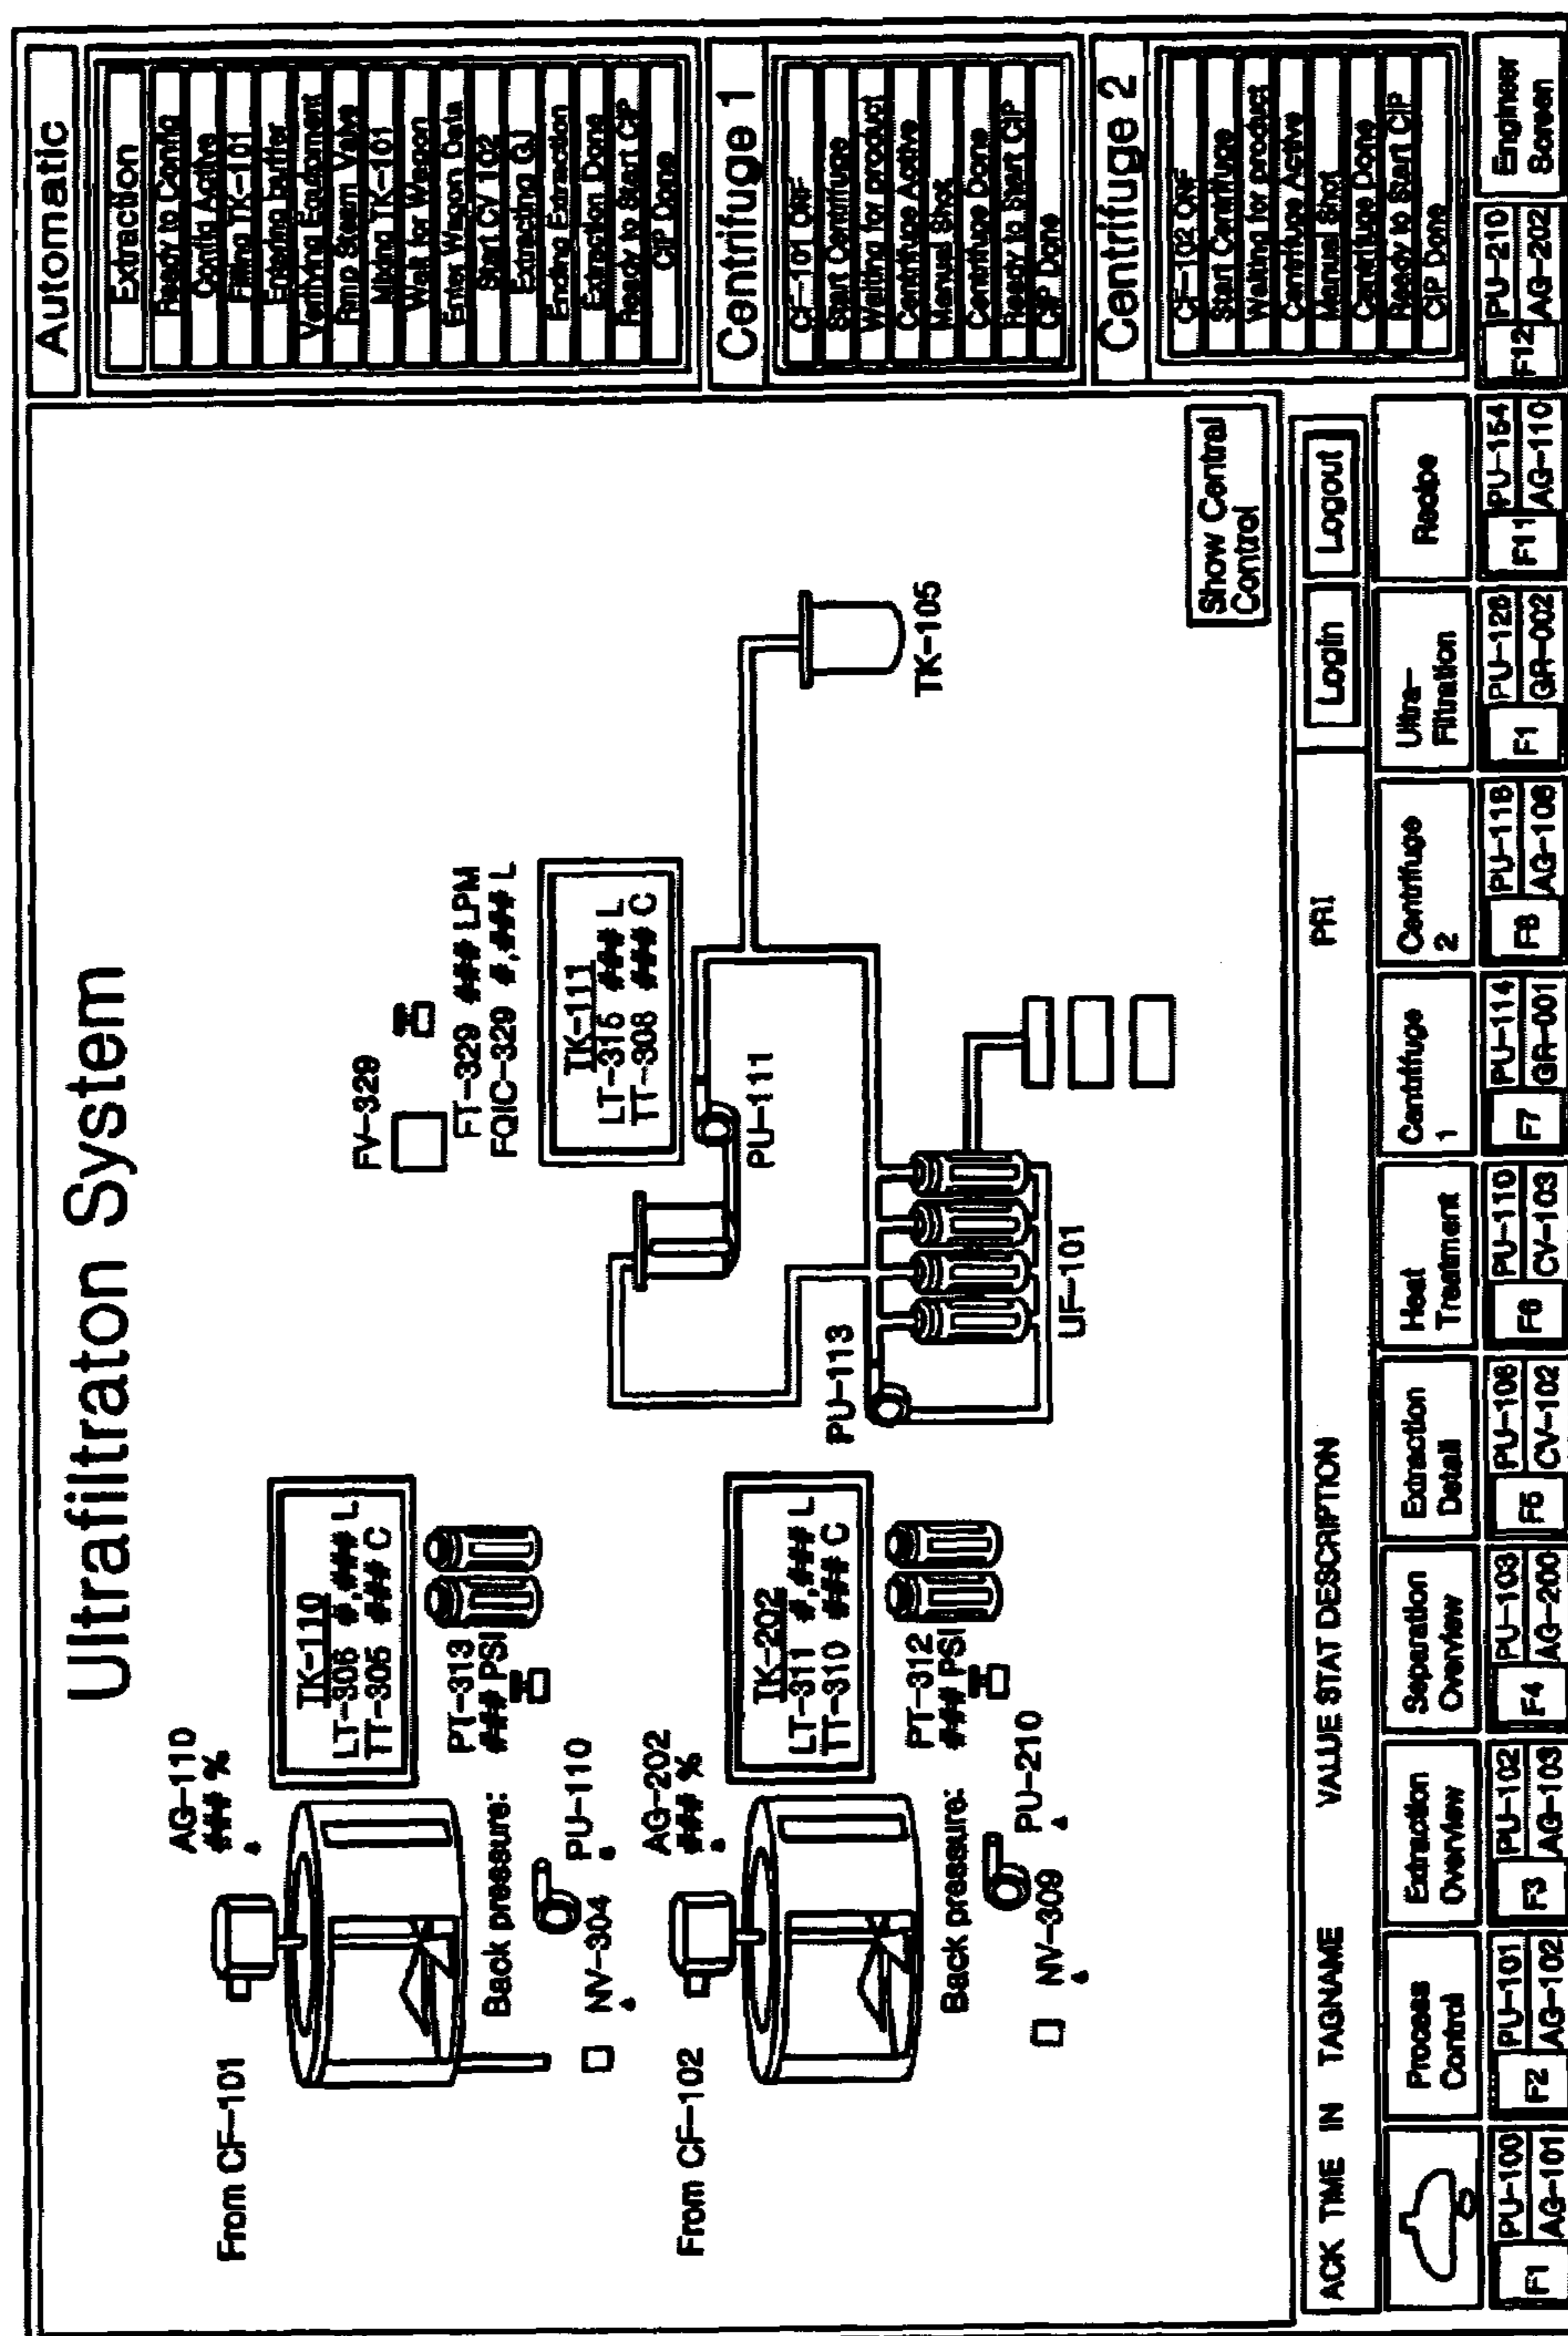 Ultrafiltraton System
From CF-101
AG-110
### %
TK-110
LT-306 #,### L
TT-305 ### C
Back pressure:
PT-313
### PSI
NV-304
PU-110
From CF-102
AG-202
### %
TK-202
LT-311 #,### L
TT-310 ### C
Back pressure:
PT-312
### PSI
NV-309
PU-210
FV-329
FT-329 ### LPM
FQIC-329 #,### L
TK-111
LT-315 ### L
TT-308 ### C
PU-111
PU-113
UF-101
TK-105
Show Central
Control
Automatic
Extraction
Ready to Config
Config Active
Filling TK-101
Entering buffer
Verifying Equipment
Ramp Steam Valve
Mixing TK-101
Wait for Wagon
Enter Wagon Data
Start CV 102
Extracting GJ
Ending Extraction
Extraction Done
Ready to Start CIP
CIP Done
Centrifuge 1
CF-101 Off
Start Centrifuge
Waiting for product
Centrifuge Active
Manual Shot
Centrifuge Done
Ready to Start CIP
CIP Done
Centrifuge 2
CF-102 Off
Start Centrifuge
Waiting for product
Centrifuge Active
Manual Shot
Centrifuge Done
Ready to Start CIP
CIP Done
ACK TIME IN TAGNAME VALUE STAT DESCRIPTION PRI
Login
Logout
Process
Control
Extraction
Overview
Separation
Overview
Extraction
Detail
Heat
Treatment
Centrifuge
1
Centrifuge
2
Ultra-
Filtration
Recipe
F1 PU-100
AG-101
F2 PU-101
AG-102
F3 PU-102
AG-103
F4 PU-103
AG-200
F5 PU-106
CV-102
F6 PU-110
CV-103
F7 PU-114
GR-001
F8 PU-118
AG-106
F1 PU-128
GR-002
F11 PU-154
AG-110
F12 PU-210
AG-202
Engineer
Screen